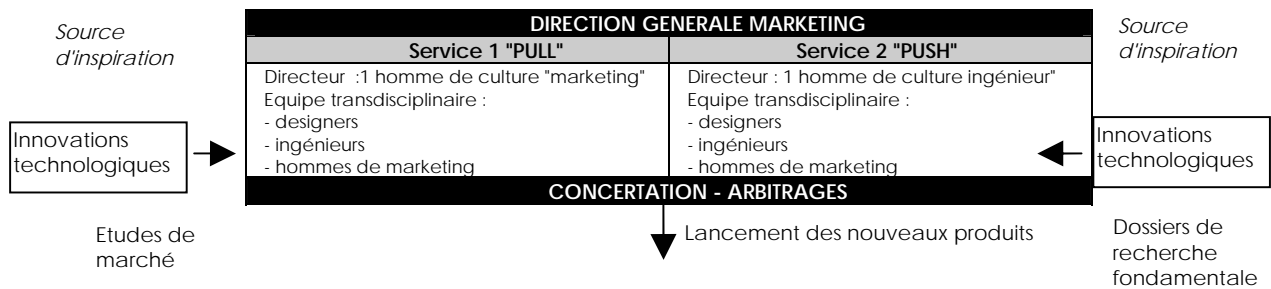 Source
d'inspiration
DIRECTION GENERALE MARKETING
Source
d'inspiration
Service 1 "PULL"
Service 2 "PUSH"
Directeur :1 homme de culture "marketing"
Equipe transdisciplinaire :
- designers
- ingénieurs
- hommes de marketing
Directeur : 1 homme de culture ingénieur"
Equipe transdisciplinaire :
- designers
- ingénieurs
- hommes de marketing
Innovations
technologiques
Innovations
technologiques
CONCERTATION - ARBITRAGES
Etudes de
marché
Lancement des nouveaux produits
Dossiers de
recherche
fondamentale